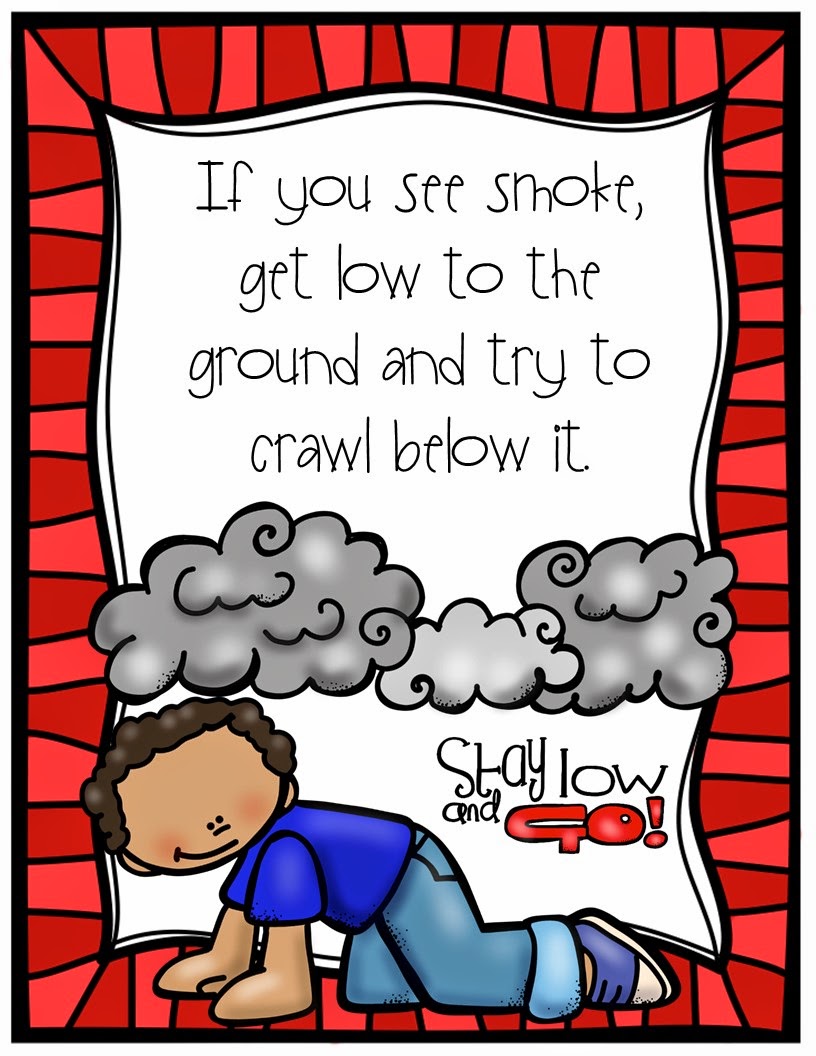 If you see smoke,
get low to the
ground and try to
crawl below it.
Stay low
and GO!